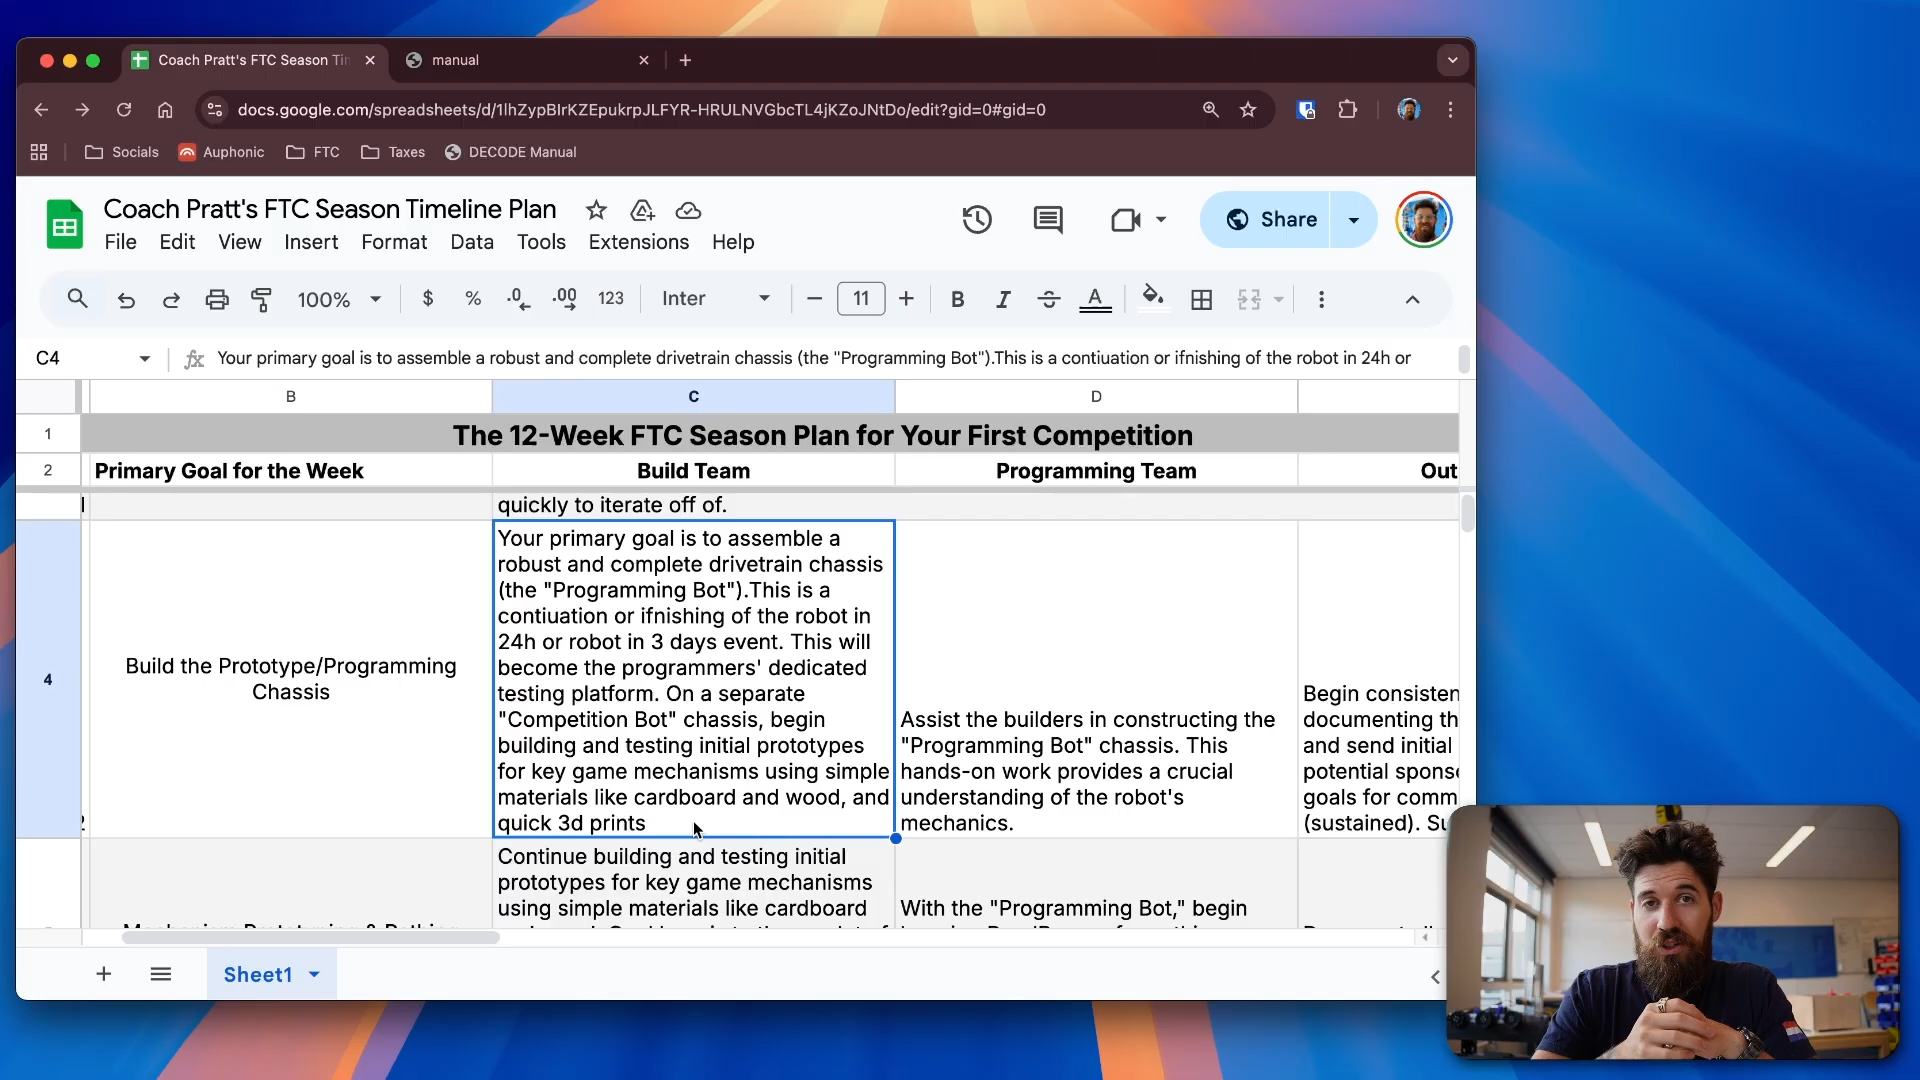 Coach Pratt's FTC Season Tin
manual
docs.google.com/spreadsheets/d/1lhZypBIrKZEpukrpJLFYR-HRULNVGbcTL4jKZoJNtDo/edit?gid=0#gid=0
Socials
Auphonic
FTC
Taxes
DECODE Manual
Coach Pratt's FTC Season Timeline Plan
File Edit View Insert Format Data Tools Extensions Help
Share
100%
$ % .0 .00 123
Inter
11
B I
A
C4
fx
Your primary goal is to assemble a robust and complete drivetrain chassis (the "Programming Bot").This is a contiuation or ifnishing of the robot in 24h or
B
C
D
1
The 12-Week FTC Season Plan for Your First Competition
2
Primary Goal for the Week
Build Team
Programming Team
Out
quickly to iterate off of.
4
Build the Prototype/Programming
Chassis
Your primary goal is to assemble a
robust and complete drivetrain chassis
(the "Programming Bot").This is a
contiuation or ifnishing of the robot in
24h or robot in 3 days event. This will
become the programmers' dedicated
testing platform. On a separate
"Competition Bot" chassis, begin
building and testing initial prototypes
for key game mechanisms using simple
materials like cardboard and wood, and
quick 3d prints
Assist the builders in constructing the
"Programming Bot" chassis. This
hands-on work provides a crucial
understanding of the robot's
mechanics.
Begin consisten
documenting th
and send initial
potential spons
goals for comm
(sustained). Su
Continue building and testing initial
prototypes for key game mechanisms
using simple materials like cardboard
With the "Programming Bot," begin
Sheet1